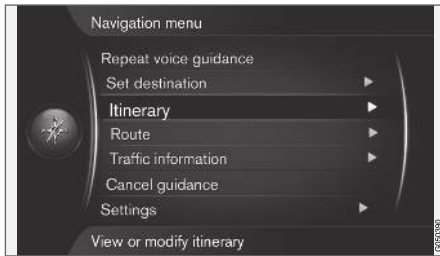 Navigation menu
Repeat voice guidance
Set destination
Itinerary
Route
Traffic information
Cancel guidance
Settings
View or modify itinerary
G050390